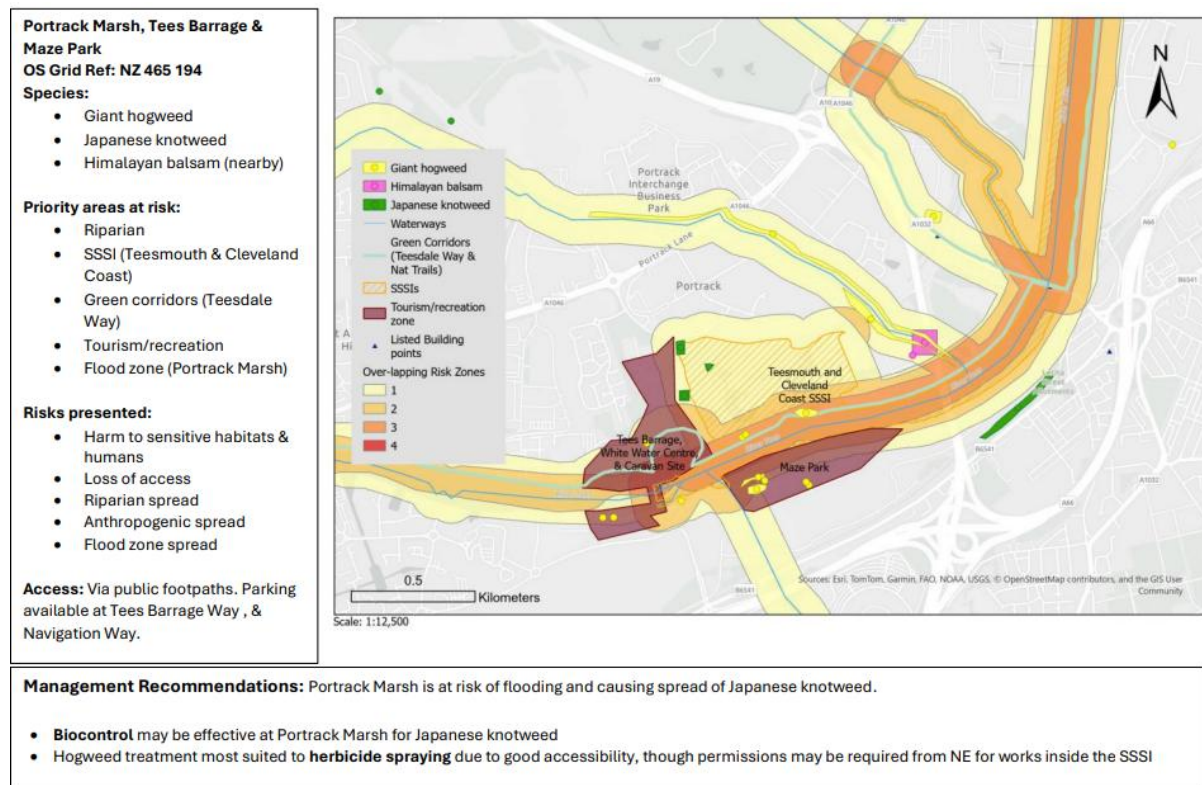 Portrack Marsh, Tees Barrage &
Maze Park
OS Grid Ref: NZ 465 194
Species:
• Giant hogweed
• Japanese knotweed
• Himalayan balsam (nearby)
Priority areas at risk:
• Riparian
• SSSI (Teesmouth & Cleveland
Coast)
• Green corridors (Teesdale
Way)
• Tourism/recreation
• Flood zone (Portrack Marsh)
Risks presented:
• Harm to sensitive habitats &
humans
• Loss of access
• Riparian spread
• Anthropogenic spread
• Flood zone spread
Access: Via public footpaths. Parking
available at Tees Barrage Way , &
Navigation Way.
N
A1046
A19
A1046
Giant hogweed
Himalayan balsam
Japanese knotweed
Waterways
Green Corridors
(Teesdale Way &
Nat Trails)
SSSIs
Tourism/recreation
zone
Listed Building
points
Over-lapping Risk Zones
1
2
3
4
Portrack
Interchange
Business
Park
A1046
Portrack Lane
A1046
Portrack
A1032
A66
B6541
Teesmouth and
Cleveland
Coast SSSI
Tees Barrage,
White Water Centre,
& Caravan Site
Maze Park
B6541
A1032
A66
B6541
0.5
Kilometers
Sources: Esri, TomTom, Garmin, FAO, NOAA, USGS, © OpenStreetMap contributors, and the GIS User
Community
Scale: 1:12,500
Management Recommendations: Portrack Marsh is at risk of flooding and causing spread of Japanese knotweed.
• Biocontrol may be effective at Portrack Marsh for Japanese knotweed
• Hogweed treatment most suited to herbicide spraying due to good accessibility, though permissions may be required from NE for works inside the SSSI